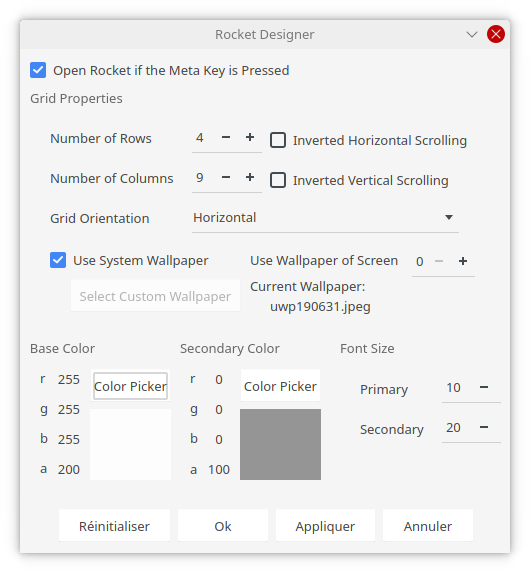 Rocket Designer
Open Rocket if the Meta Key is Pressed
Grid Properties
Number of Rows 4 − + Inverted Horizontal Scrolling
Number of Columns 9 − + Inverted Vertical Scrolling
Grid Orientation Horizontal
Use System Wallpaper Use Wallpaper of Screen 0 − +
Select Custom Wallpaper Current Wallpaper:
uwp190631.jpeg
Base Color Secondary Color Font Size
r 255 Color Picker r 0 Color Picker Primary 10 −
g 255 g 0
b 255 b 0 Secondary 20 −
a 200 a 100
Réinitialiser Ok Appliquer Annuler